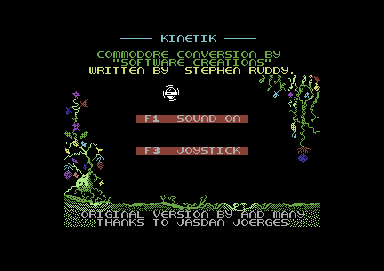 KINETIK
COMMODORE CONVERSION BY
"SOFTWARE CREATIONS"
WRITTEN BY STEPHEN RUDDY.
F1 SOUND ON
F3 JOYSTICK
ORIGINAL VERSION BY AND MANY
THANKS TO JASDAN JOERGES